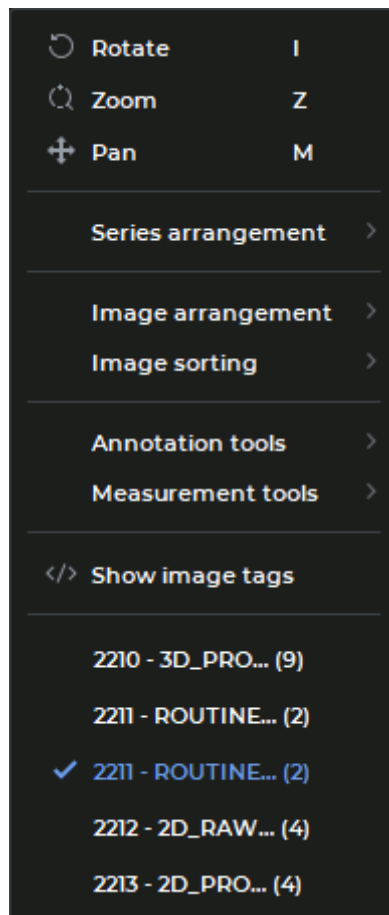 Rotate I
Zoom Z
Pan M
Series arrangement
Image arrangement
Image sorting
Annotation tools
Measurement tools
</> Show image tags
2210 - 3D_PRO... (9)
2211 - ROUTINE... (2)
2211 - ROUTINE... (2)
2212 - 2D_RAW... (4)
2213 - 2D_PRO... (4)